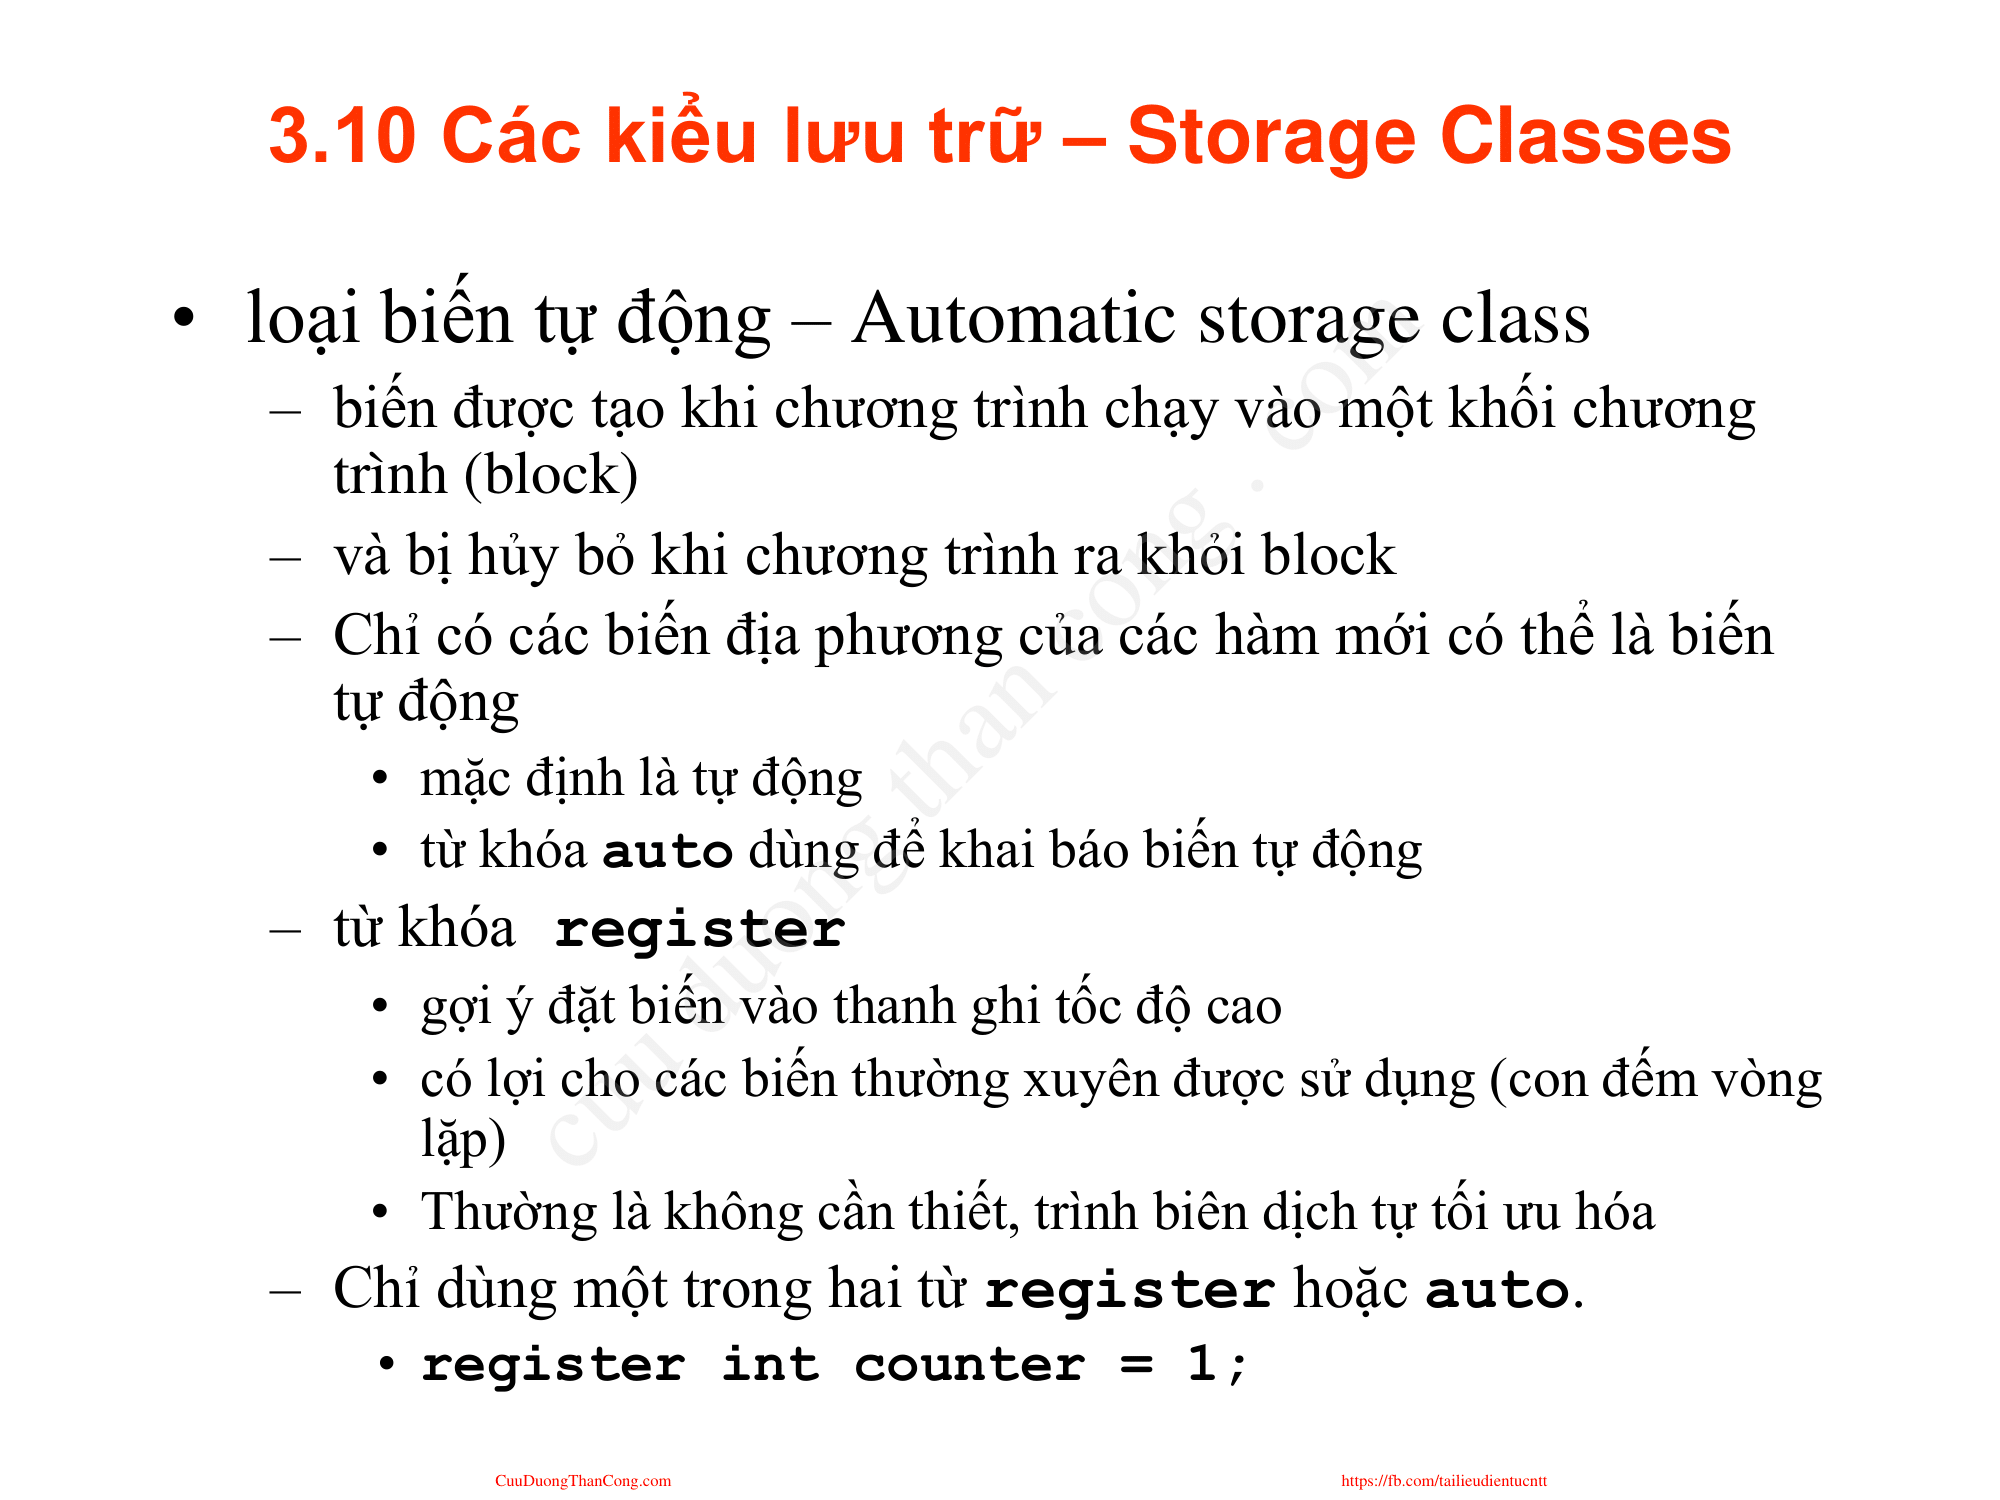 3.10 Các kiểu lưu trữ – Storage Classes
• loại biến tự động – Automatic storage class
– biến được tạo khi chương trình chạy vào một khối chương
trình (block)
– và bị hủy bỏ khi chương trình ra khỏi block
– Chỉ có các biến địa phương của các hàm mới có thể là biến
tự động
• mặc định là tự động
• từ khóa auto dùng để khai báo biến tự động
– từ khóa register
• gợi ý đặt biến vào thanh ghi tốc độ cao
• có lợi cho các biến thường xuyên được sử dụng (con đếm vòng
lặp)
• Thường là không cần thiết, trình biên dịch tự tối ưu hóa
– Chỉ dùng một trong hai từ register hoặc auto.
• register int counter = 1;
cuu duong than cong . com
CuuDuongThanCong.com
https://fb.com/tailieudientucntt